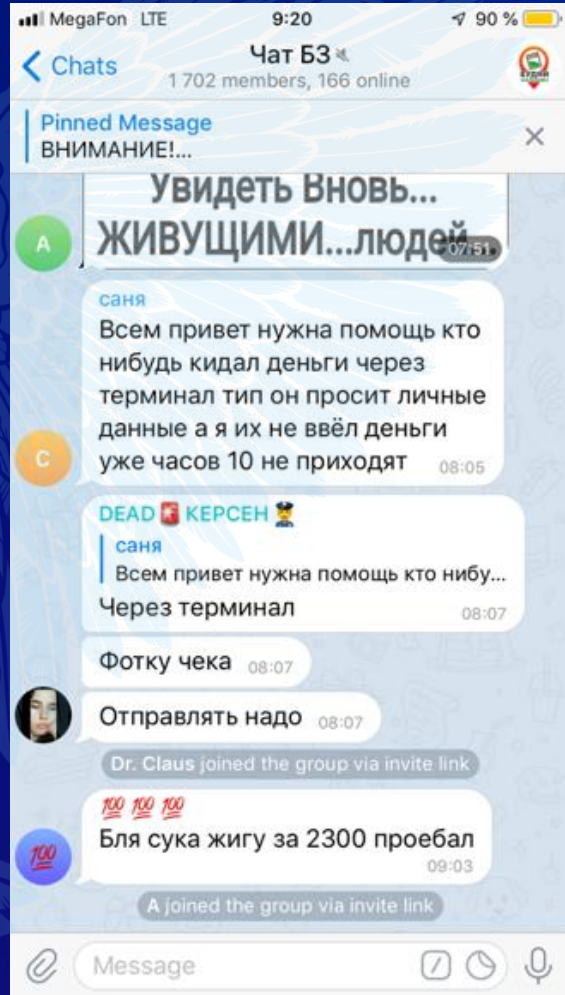 MegaFon LTE 9:20 90 %
Chats
Чат БЗ
1 702 members, 166 online
Pinned Message
ВНИМАНИЕ!...
Увидеть Вновь...
ЖИВУЩИМИ...людей
07:51
A
саня
Всем привет нужна помощь кто
нибудь кидал деньги через
терминал тип он просит личные
данные а я их не ввёл деньги
уже часов 10 не приходят 08:05
С
DEAD КЕРСЕН
саня
Всем привет нужна помощь кто нибу...
Через терминал 08:07
Фотку чека 08:07
Отправлять надо 08:07
Dr. Claus joined the group via invite link
💯 💯 💯
Бля сука жигу за 2300 проебал
09:03
A joined the group via invite link
Message